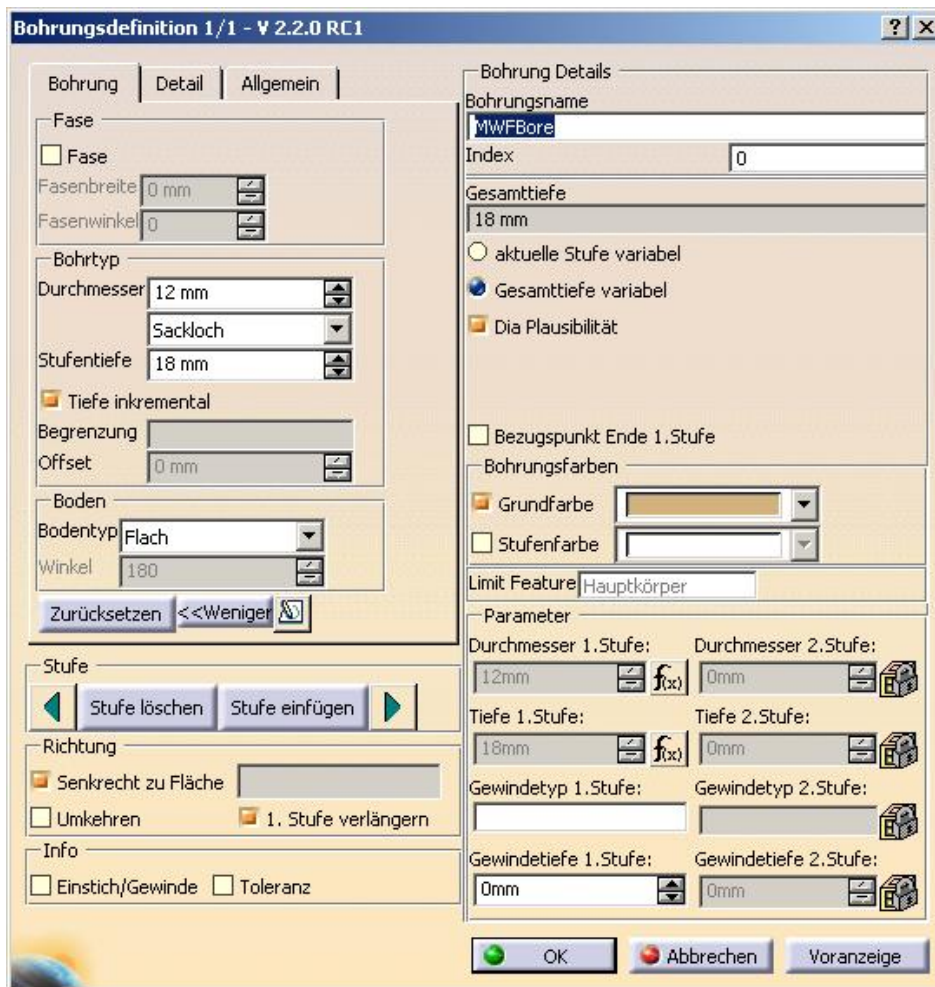 Bohrungsdefinition 1/1 - V 2.2.0 RC1
Bohrung Detail Allgemein
Fase
Fase
Fasenbreite 0 mm
Fasenwinkel 0
Bohrtyp
Durchmesser 12 mm
Sackloch
Stufentiefe 18 mm
Tiefe inkremental
Begrenzung
Offset 0 mm
Boden
Bodentyp Flach
Winkel 180
Zurücksetzen <<Weniger
Stufe
Stufe löschen Stufe einfügen
Richtung
Senkrecht zu Fläche
Umkehren 1. Stufe verlängern
Info
Einstich/Gewinde Toleranz
Bohrung Details
Bohrungsname
MWFBore
Index 0
Gesamttiefe
18 mm
aktuelle Stufe variabel
Gesamttiefe variabel
Dia Plausibilität
Bezugspunkt Ende 1.Stufe
Bohrungsfarben
Grundfarbe
Stufenfarbe
Limit Feature Hauptkörper
Parameter
Durchmesser 1.Stufe: Durchmesser 2.Stufe:
12mm f(x) 0mm
Tiefe 1.Stufe: Tiefe 2.Stufe:
18mm f(x) 0mm
Gewindetyp 1.Stufe: Gewindetyp 2.Stufe:
Gewindetiefe 1.Stufe: Gewindetiefe 2.Stufe:
0mm 0mm
OK Abbrechen Voranzeige